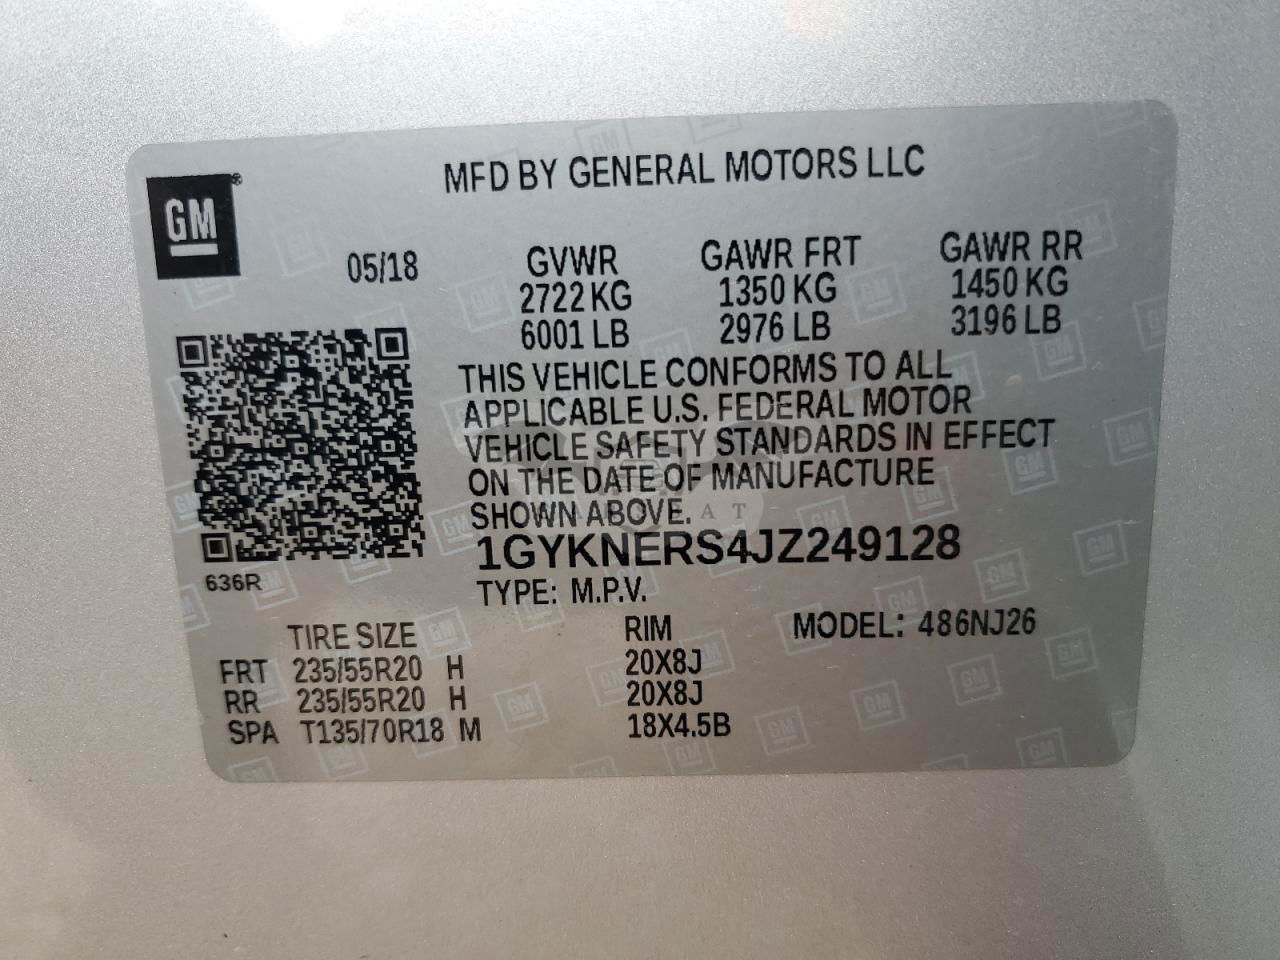 MFD BY GENERAL MOTORS LLC
GM®
05/18
GVWR GAWR FRT GAWR RR
2722 KG 1350 KG 1450 KG
6001 LB 2976 LB 3196 LB
THIS VEHICLE CONFORMS TO ALL
APPLICABLE U.S. FEDERAL MOTOR
VEHICLE SAFETY STANDARDS IN EFFECT
ON THE DATE OF MANUFACTURE
SHOWN ABOVE.
1GYKNERS4JZ249128
636R
TYPE: M.P.V.
TIRE SIZE RIM MODEL: 486NJ26
FRT 235/55R20 H 20X8J
RR 235/55R20 H 20X8J
SPA T135/70R18 M 18X4.5B